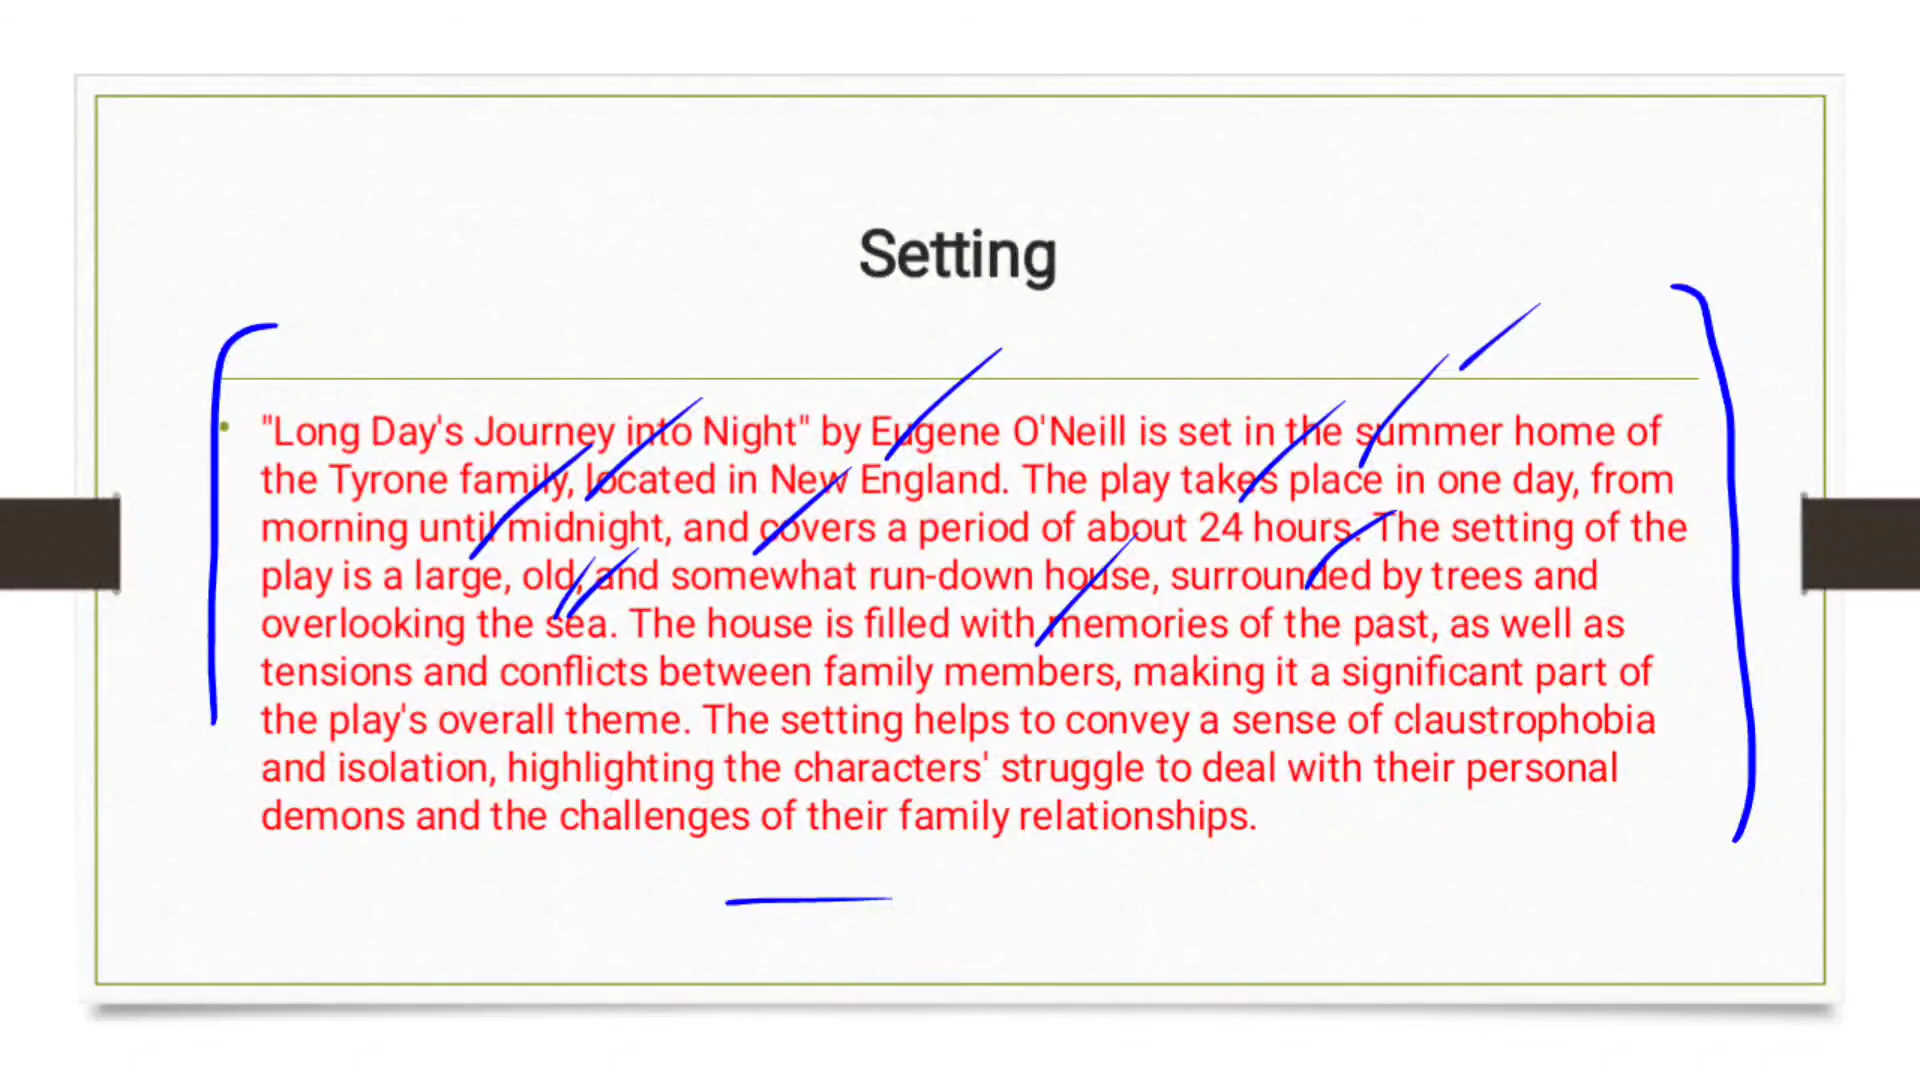 Setting
"Long Day's Journey into Night" by Eugene O'Neill is set in the summer home of
the Tyrone family, located in New England. The play takes place in one day, from
morning until midnight, and covers a period of about 24 hours. The setting of the
play is a large, old, and somewhat run-down house, surrounded by trees and
overlooking the sea. The house is filled with memories of the past, as well as
tensions and conflicts between family members, making it a significant part of
the play's overall theme. The setting helps to convey a sense of claustrophobia
and isolation, highlighting the characters' struggle to deal with their personal
demons and the challenges of their family relationships.